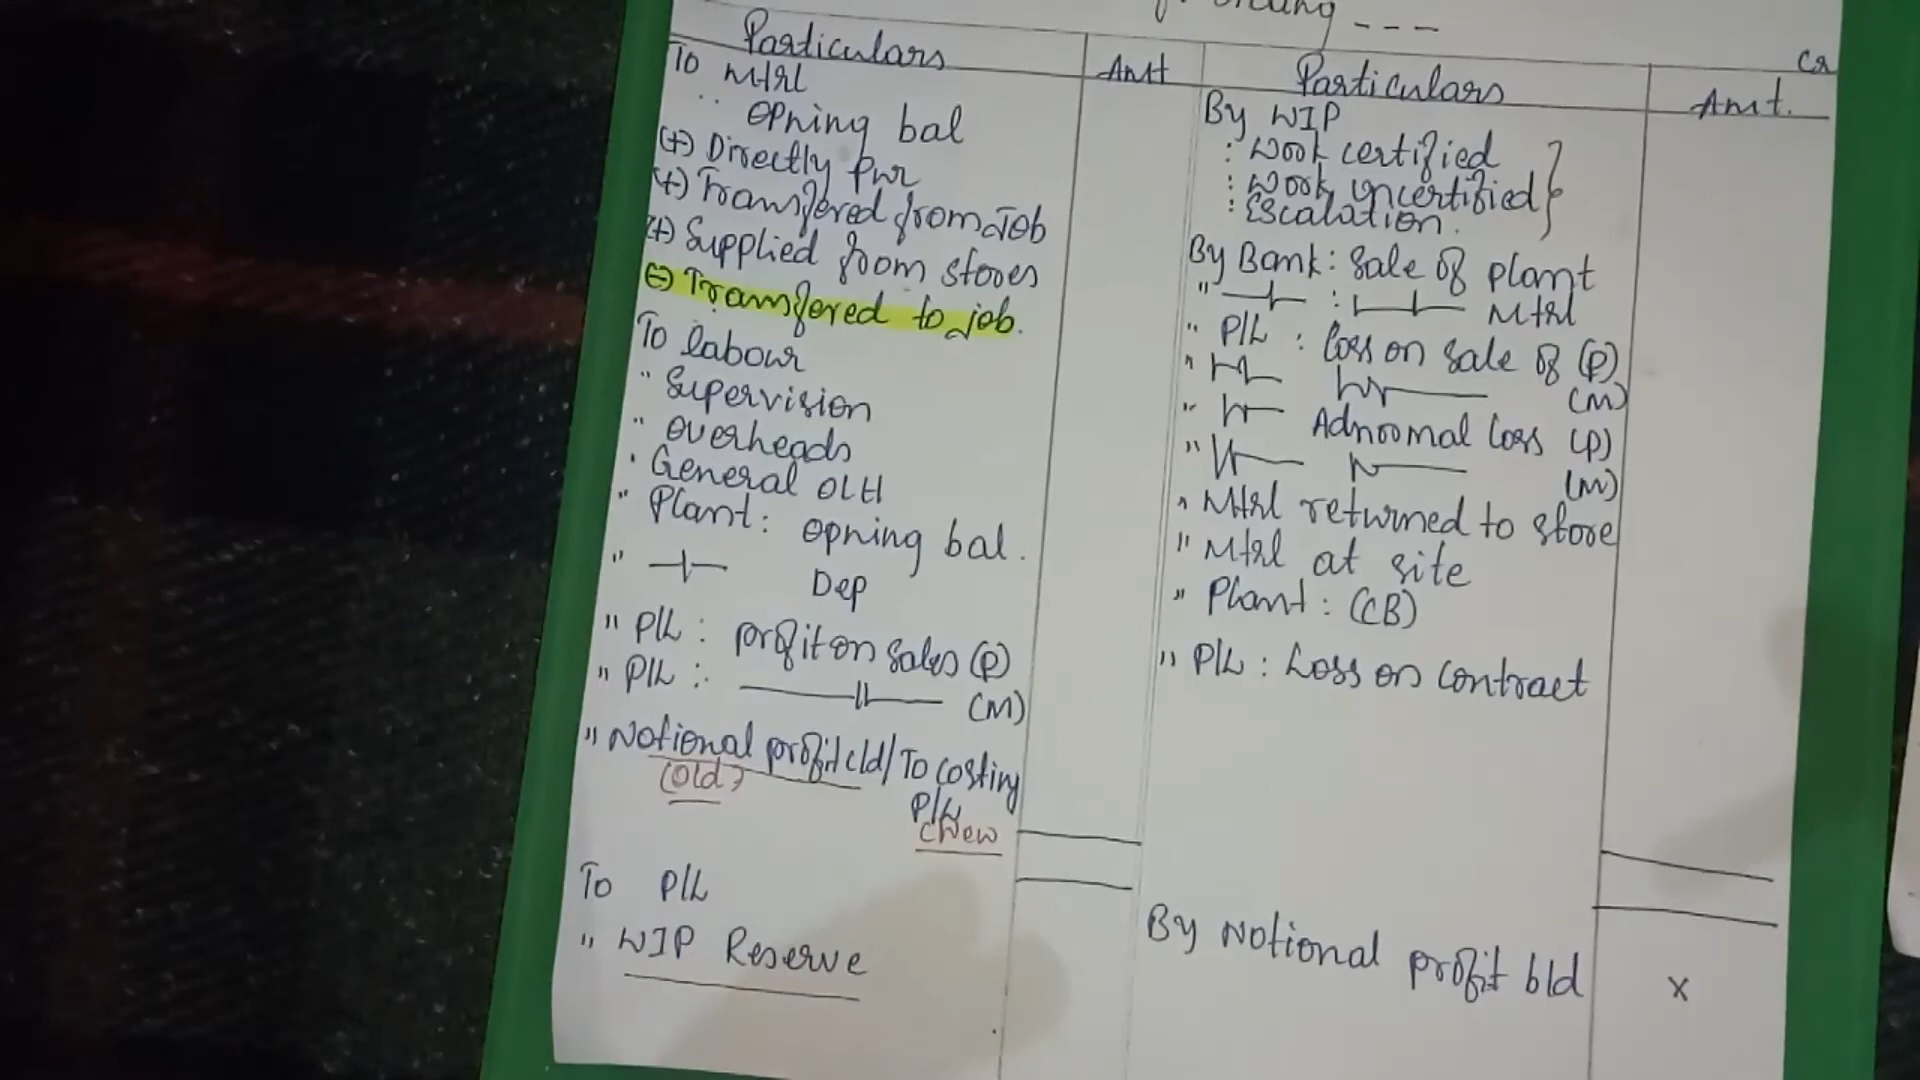 - - -
Cr
Particulars
Amt
Particulars
Amt.
To Mtrl
Opning bal
(+) Directly Pur
(+) Transfered from Job
(+) Supplied from stores
(-) Transfered to job.
To labour
" Supervision
" overheads
" General O/H
" Plant: opning bal.
" Dep
" P/L: profit on sales (P)
" P/L: (M)
" Notional profit c/d / To costing
(old)
P/L
(New
To P/L
" WIP Reserve
By WIP
: Work certified
: Work uncertified
: Escalation.
By Bank: Sale of plant
" : Mtrl
" P/L : loss on sale of (P)
" (M)
" Adnormal loss (P)
" (M)
" Mtrl returned to store
" Mtrl at site
" Plant: (CB)
" P/L: Loss on contract
By Notional profit b/d
x